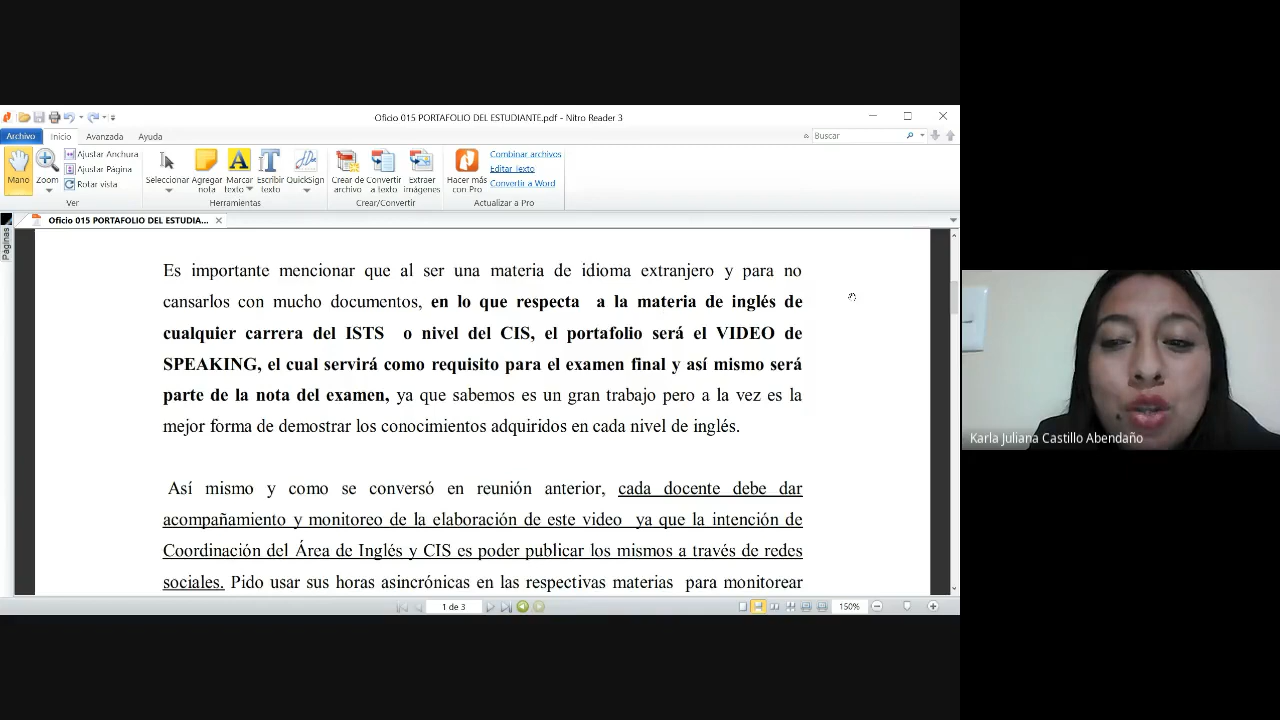 Oficio 015 PORTAFOLIO DEL ESTUDIANTE.pdf - Nitro Reader 3
Archivo Inicio Avanzada Ayuda
Buscar
Mano
Zoom
Ajustar Anchura
Ajustar Página
Rotar vista
Ver
Seleccionar
Agregar nota
Marcar texto
Escribir texto
QuickSign
Herramientas
Crear de archivo
Convertir a texto
Extraer imágenes
Crear/Convertir
Hacer más con Pro
Combinar archivos
Editar Texto
Convertir a Word
Actualizar a Pro
Oficio 015 PORTAFOLIO DEL ESTUDIA...
Páginas
Es importante mencionar que al ser una materia de idioma extranjero y para no
cansarlos con mucho documentos, en lo que respecta a la materia de inglés de
cualquier carrera del ISTS o nivel del CIS, el portafolio será el VIDEO de
SPEAKING, el cual servirá como requisito para el examen final y así mismo será
parte de la nota del examen, ya que sabemos es un gran trabajo pero a la vez es la
mejor forma de demostrar los conocimientos adquiridos en cada nivel de inglés.
Así mismo y como se conversó en reunión anterior, cada docente debe dar
acompañamiento y monitoreo de la elaboración de este video ya que la intención de
Coordinación del Área de Inglés y CIS es poder publicar los mismos a través de redes
sociales. Pido usar sus horas asincrónicas en las respectivas materias para monitorear
1 de 3
150%
Karla Juliana Castillo Abendaño